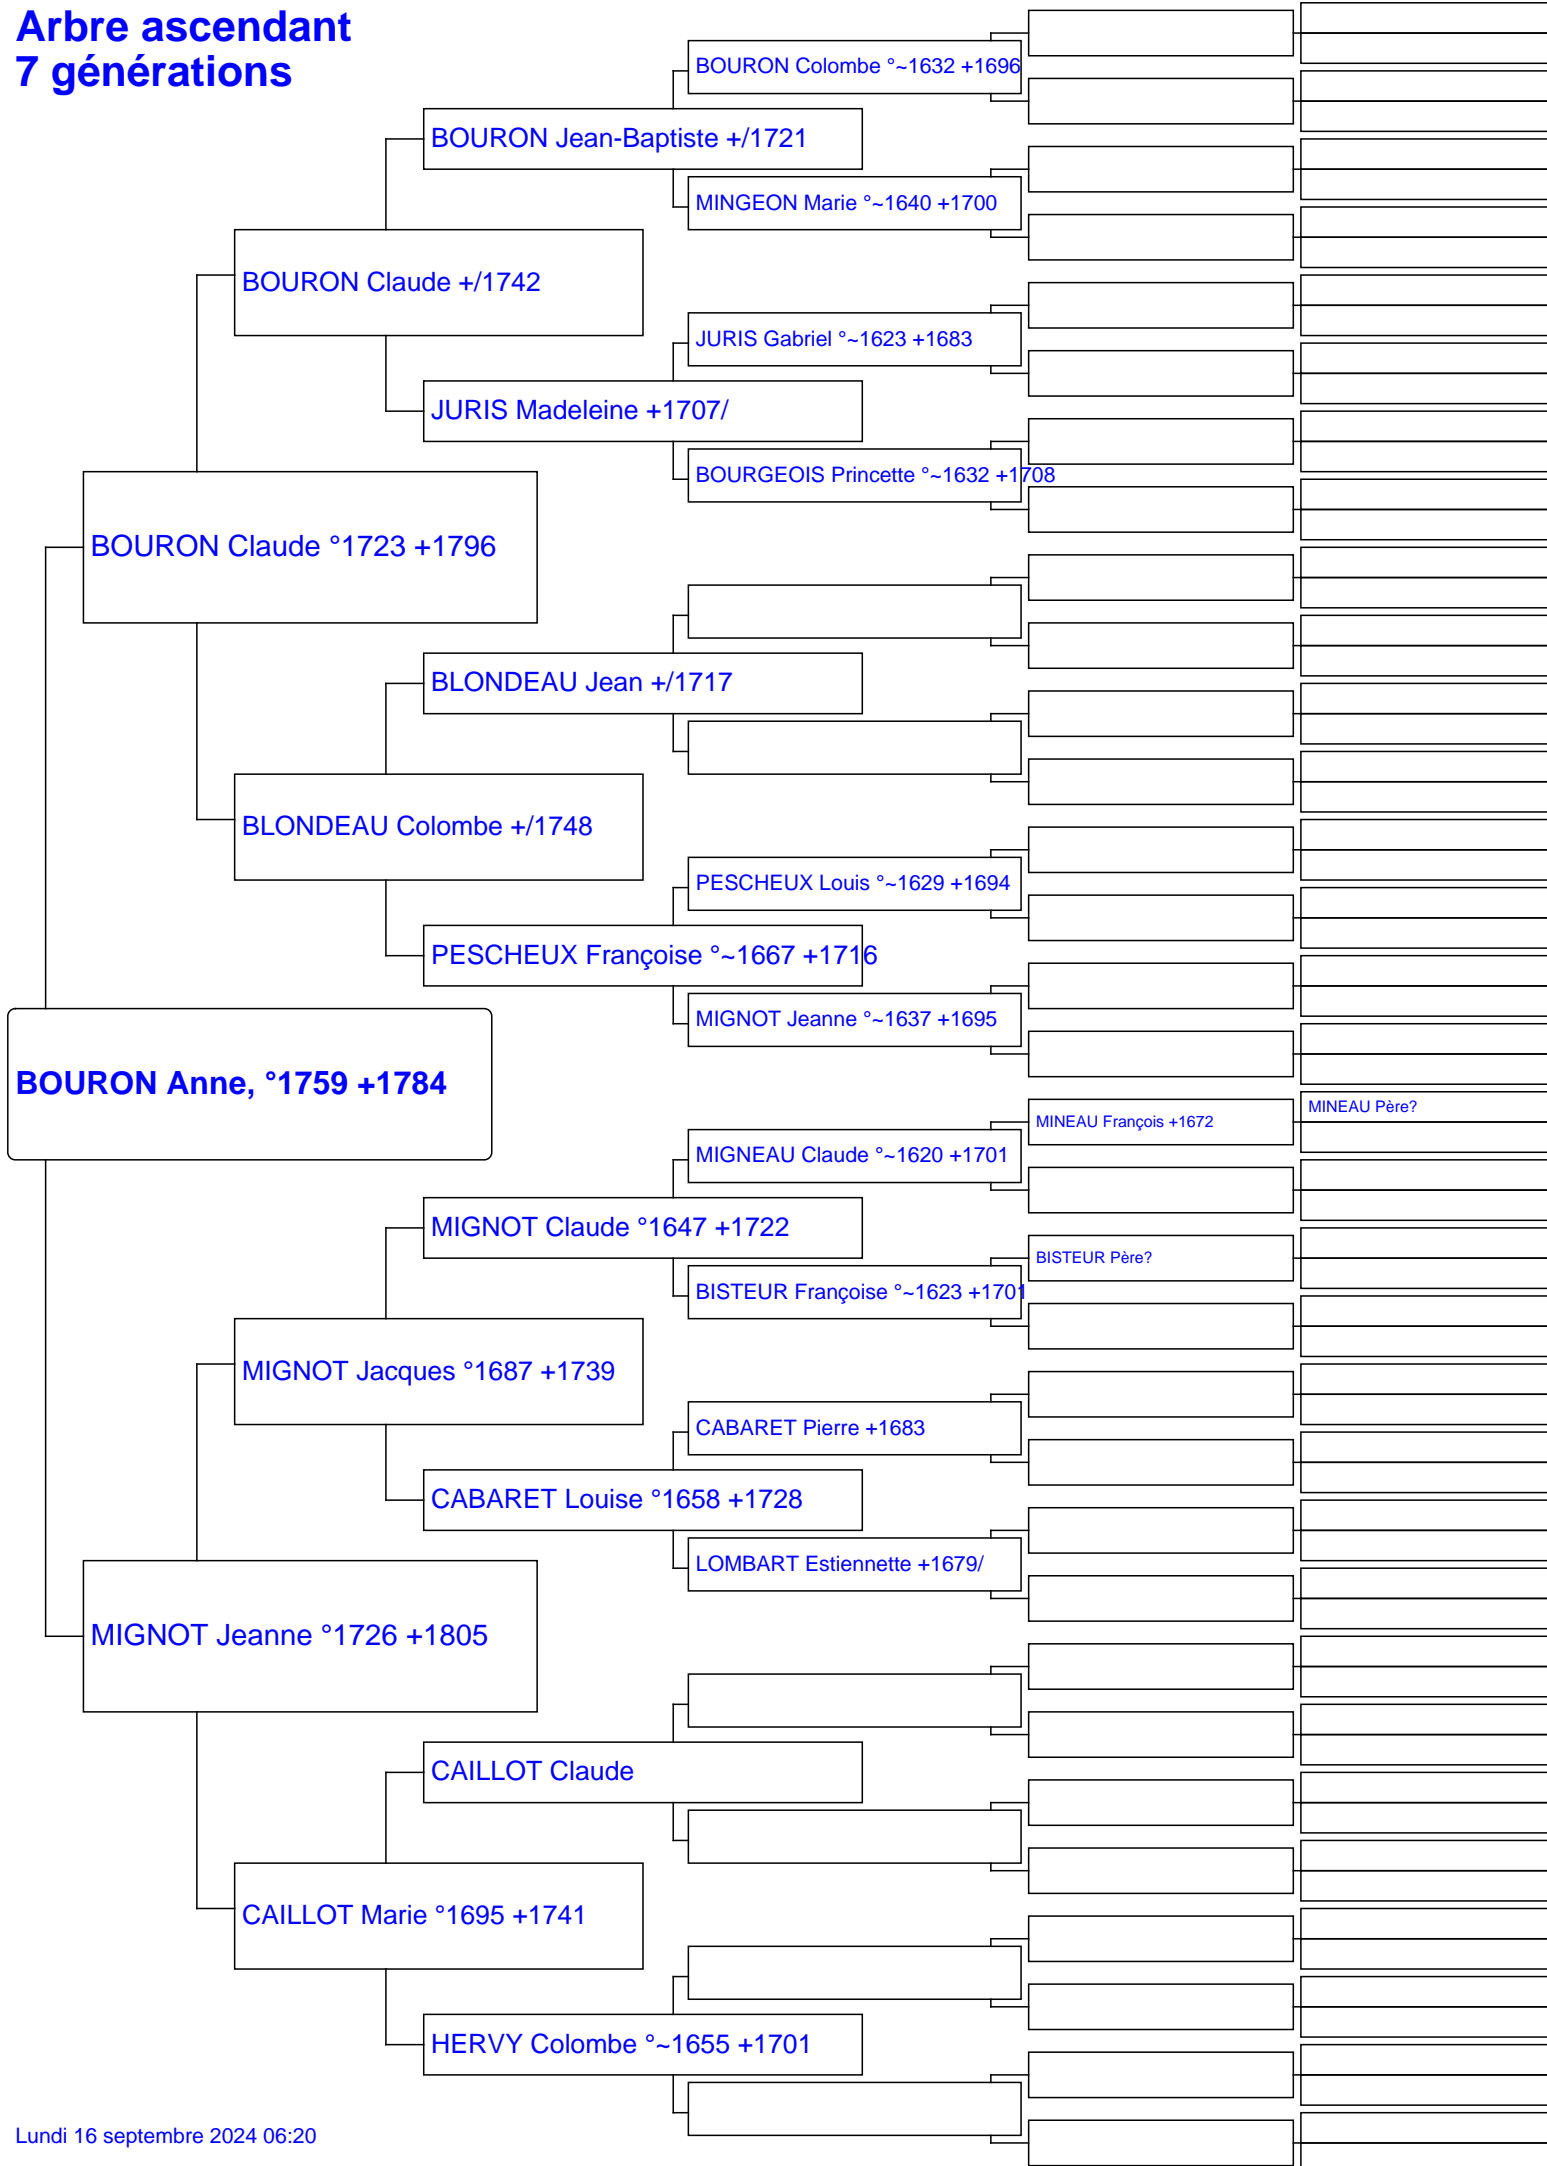 Arbre ascendant
7 générations
BOURON Colombe °~1632 +1696
BOURON Jean-Baptiste +/1721
MINGEON Marie °~1640 +1700
BOURON Claude +/1742
JURIS Gabriel °~1623 +1683
JURIS Madeleine +1707/
BOURGEOIS Princette °~1632 +1708
BOURON Claude °1723 +1796
BLONDEAU Jean +/1717
BLONDEAU Colombe +/1748
PESCHEUX Louis °~1629 +1694
PESCHEUX Françoise °~1667 +1716
MIGNOT Jeanne °~1637 +1695
BOURON Anne, °1759 +1784
MINEAU Père?
MINEAU François +1672
MIGNEAU Claude °~1620 +1701
MIGNOT Claude °1647 +1722
BISTEUR Père?
BISTEUR Françoise °~1623 +1701
MIGNOT Jacques °1687 +1739
CABARET Pierre +1683
CABARET Louise °1658 +1728
LOMBART Estiennette +1679/
MIGNOT Jeanne °1726 +1805
CAILLOT Claude
CAILLOT Marie °1695 +1741
HERVY Colombe °~1655 +1701
Lundi 16 septembre 2024 06:20